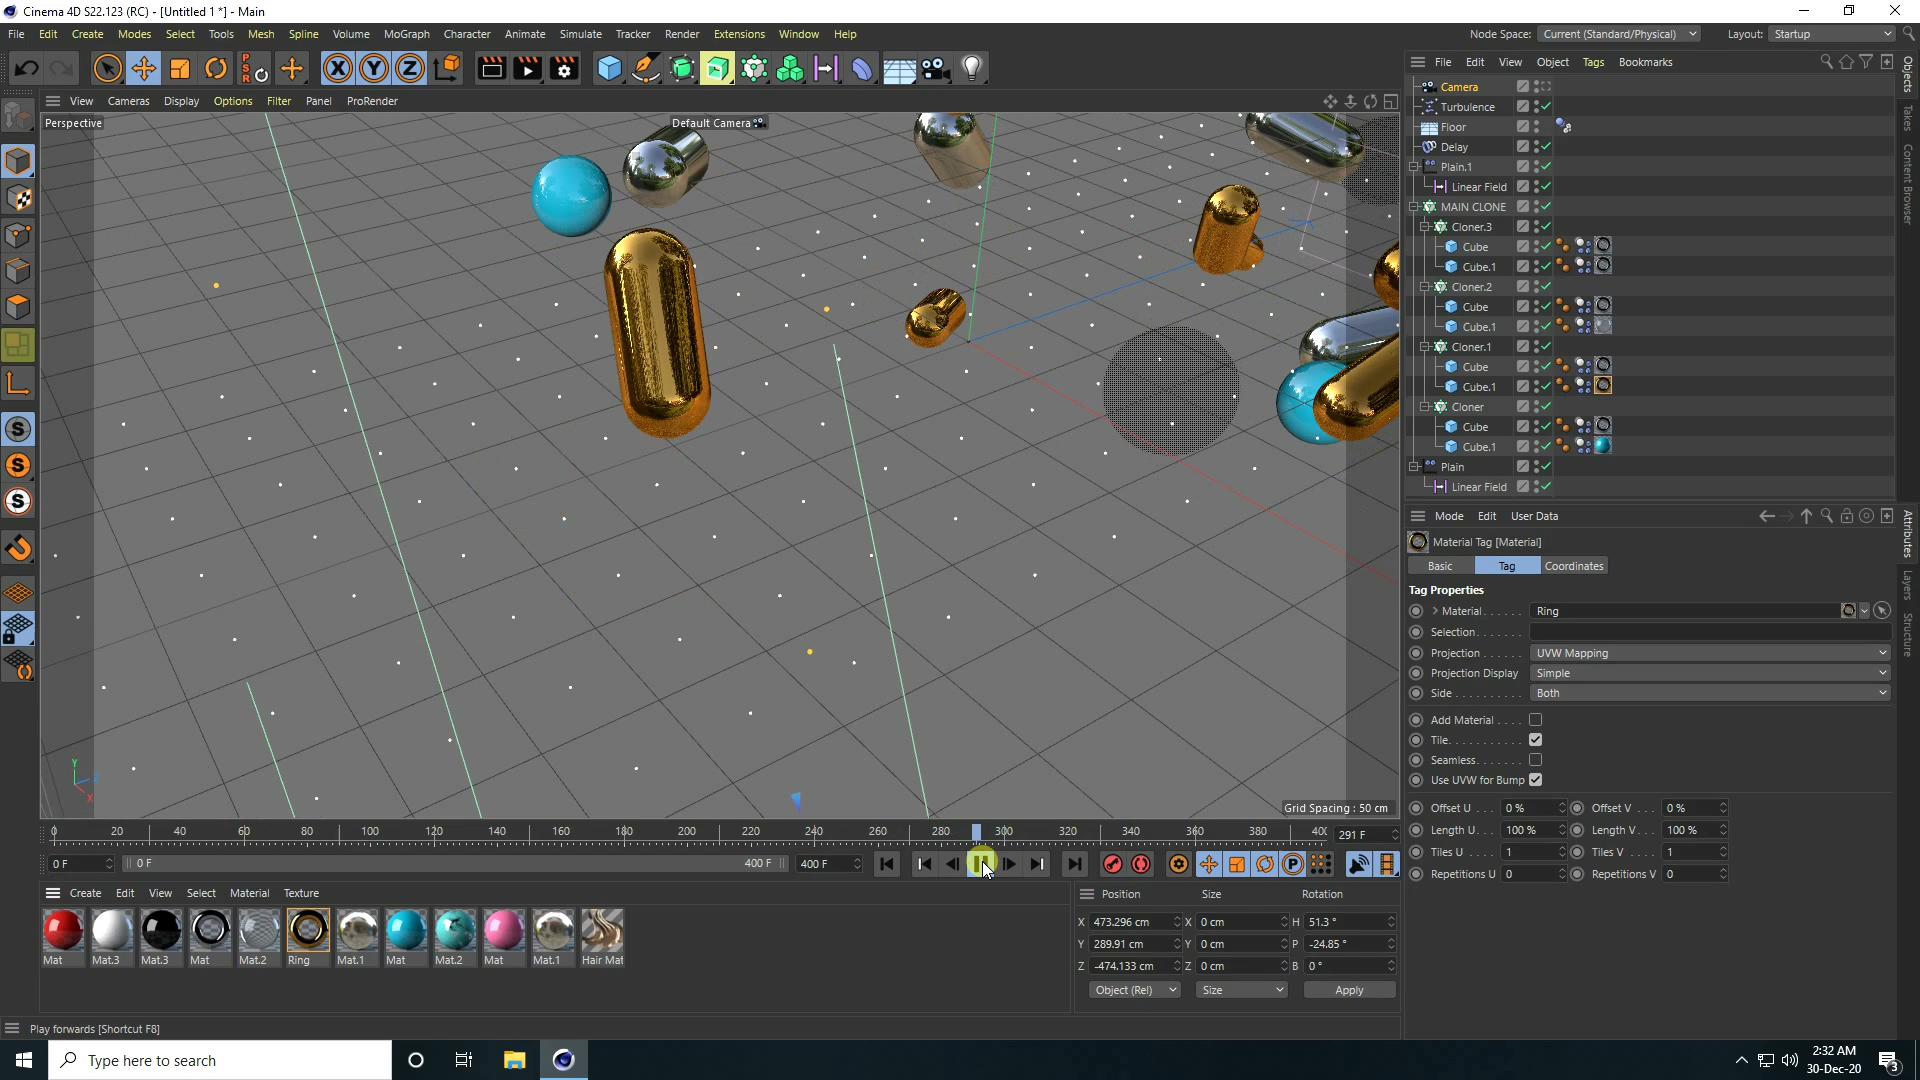 Cinema 4D S22.123 (RC) - [Untitled 1 *] - Main
File Edit Create Modes Select Tools Mesh Spline Volume MoGraph Character Animate Simulate Tracker Render Extensions Window Help
Node Space: Current (Standard/Physical) Layout: Startup
File Edit View Object Tags Bookmarks
View Cameras Display Options Filter Panel ProRender
Perspective
Default Camera
Camera
Turbulence
Floor
Delay
Plain.1
Linear Field
MAIN CLONE
Cloner.3
Cube
Cube.1
Cloner.2
Cube
Cube.1
Cloner.1
Cube
Cube.1
Cloner
Cube
Cube.1
Plain
Linear Field
Objects
Takes
Content Browser
Mode Edit User Data
Material Tag [Material]
Basic Tag Coordinates
Tag Properties
Material Ring
Selection
Projection UVW Mapping
Projection Display Simple
Side Both
Add Material
Tile
Seamless
Use UVW for Bump
Offset U 0 % Offset V 0 %
Length U 100 % Length V 100 %
Tiles U 1 Tiles V 1
Repetitions U 0 Repetitions V 0
Attributes
Layers
Structure
Grid Spacing : 50 cm
0 20 40 60 80 100 120 140 160 180 200 220 240 260 280 300 320 340 360 380 400
291 F
0 F 0 F 400 F 400 F
Create Edit View Select Material Texture
Mat Mat.3 Mat.3 Mat Mat.2 Ring Mat.1 Mat Mat.2 Mat Mat.1 Hair Mat
Position Size Rotation
X 473.296 cm X 0 cm H 51.3 °
Y 289.91 cm Y 0 cm P -24.85 °
Z -474.133 cm Z 0 cm B 0 °
Object (Rel) Size Apply
Play forwards [Shortcut F8]
Type here to search
2:32 AM
30-Dec-20
3
X Y Z
P S R
S
S
S
P
Y
X